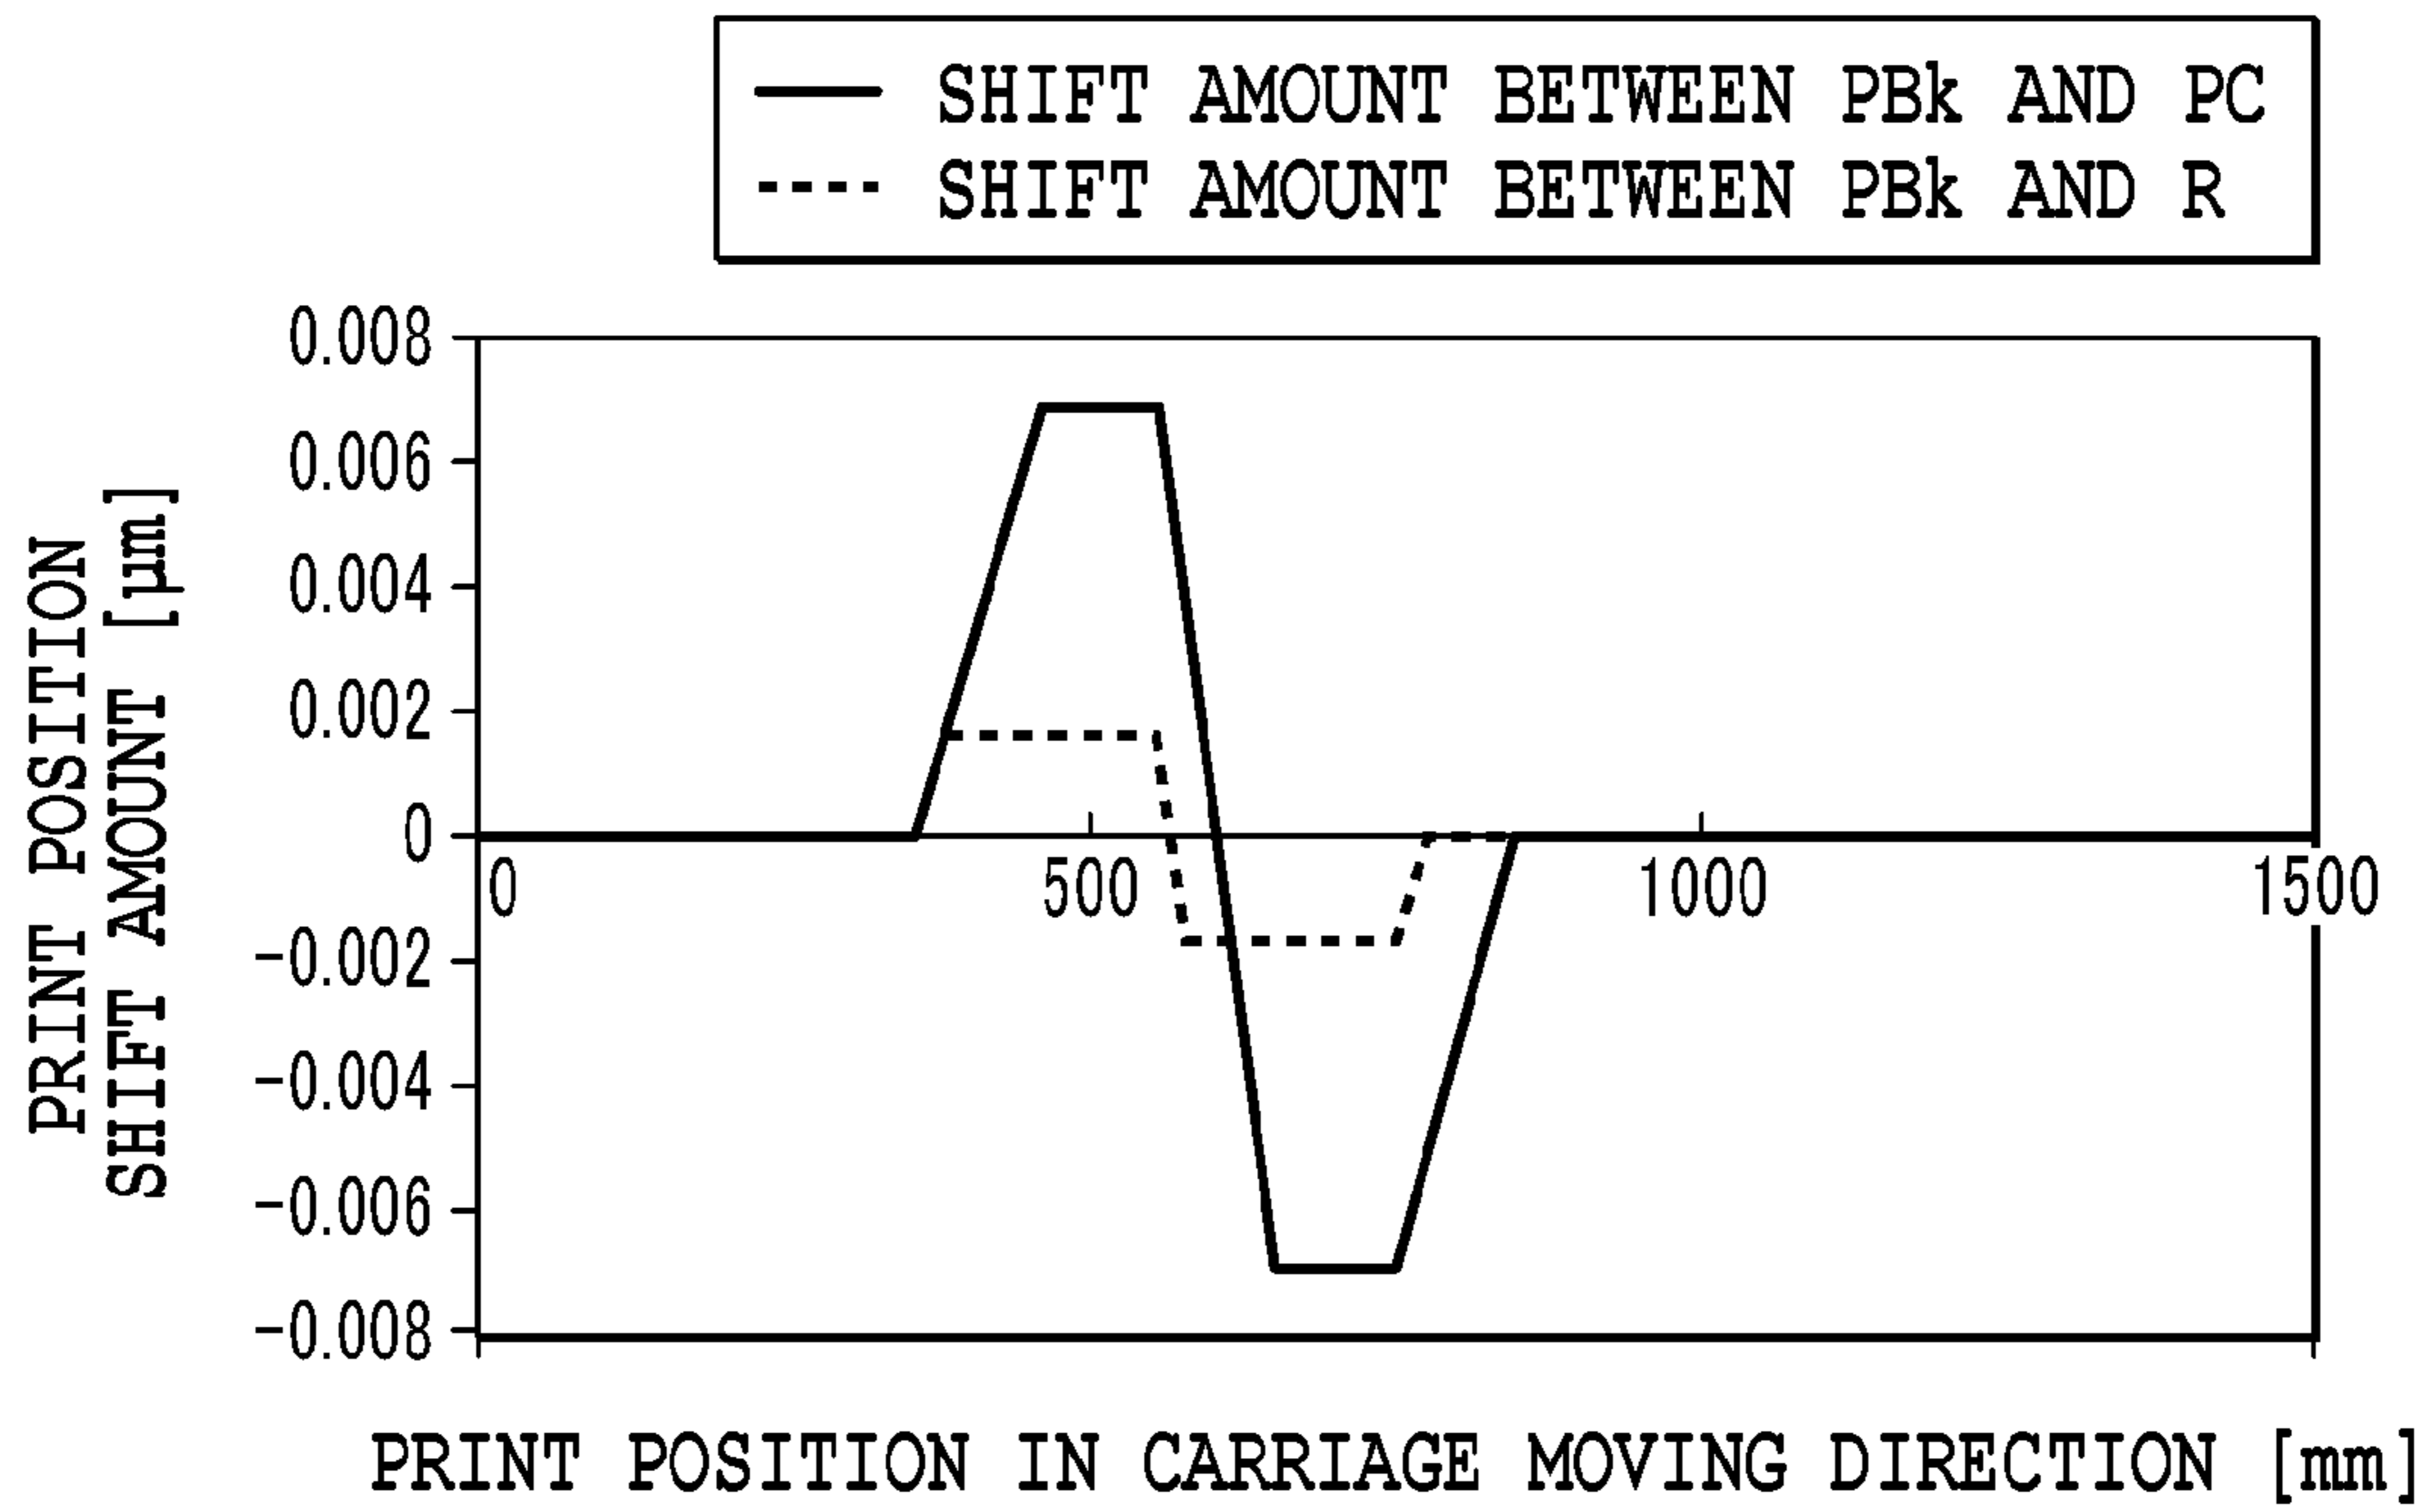 SHIFT AMOUNT BETWEEN PBk AND PC
SHIFT AMOUNT BETWEEN PBk AND R
PRINT POSITION
SHIFT AMOUNT [µm]
0.008
0.006
0.004
0.002
0
-0.002
-0.004
-0.006
-0.008
0 500 1000 1500
PRINT POSITION IN CARRIAGE MOVING DIRECTION [mm]